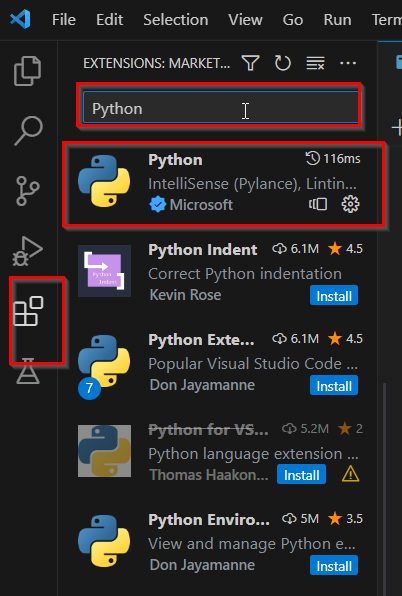 File Edit Selection View Go Run Term
EXTENSIONS: MARKET...
Python
Python 116ms
IntelliSense (Pylance), Lintin...
Microsoft
Python Indent 6.1M 4.5
Correct Python indentation
Kevin Rose Install
Python Exte... 6.1M 4.5
Popular Visual Studio Code ...
7 Don Jayamanne Install
Python for VS... 5.2M 2
Python language extension ...
Thomas Haakon... Install
Python Enviro... 5M 3.5
View and manage Python e...
Don Jayamanne Install